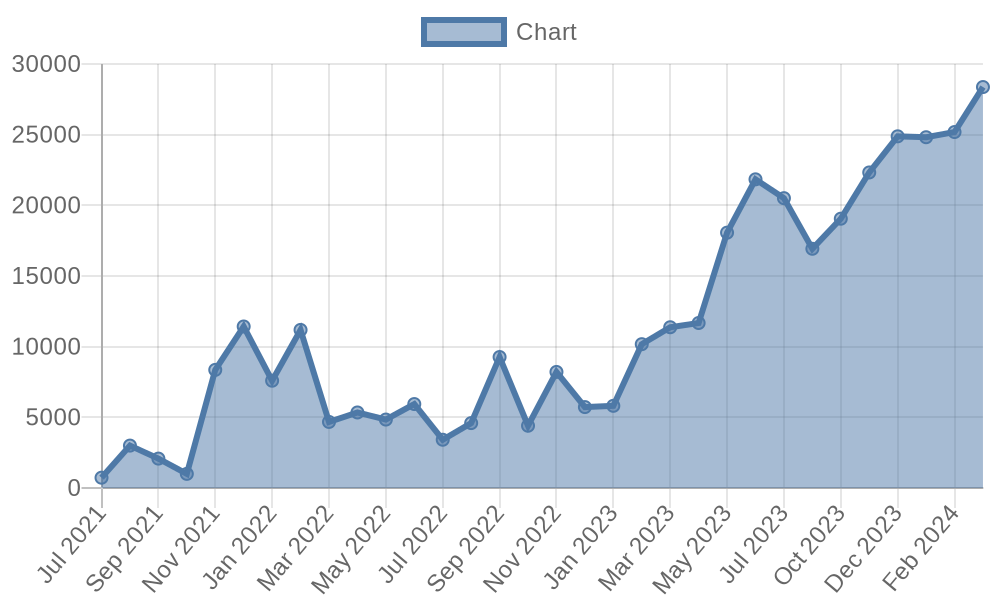 Chart
30000
25000
20000
15000
10000
5000
0
Jul 2021
Sep 2021
Nov 2021
Jan 2022
Mar 2022
May 2022
Jul 2022
Sep 2022
Nov 2022
Jan 2023
Mar 2023
May 2023
Jul 2023
Oct 2023
Dec 2023
Feb 2024